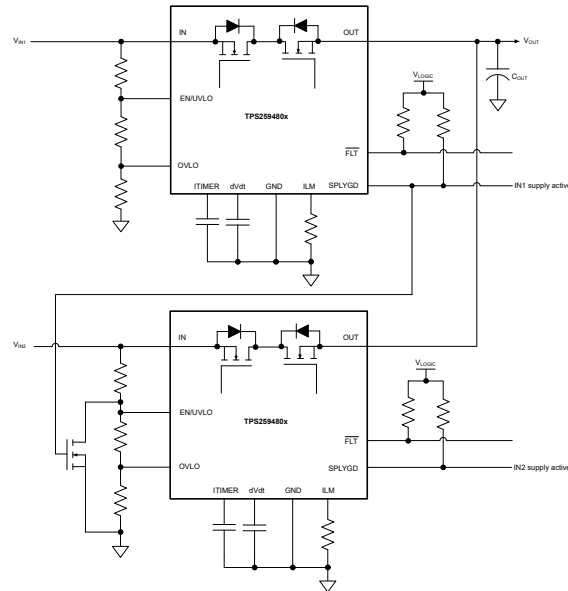 IN
OUT
VIN1
VOUT
VLOGIC
COUT
EN/UVLO
TPS259480x
FLT
OVLO
SPLYGD
IN1 supply active
ITIMER dVdt GND ILM
IN
OUT
VIN2
VLOGIC
EN/UVLO
TPS259480x
FLT
OVLO
SPLYGD
IN2 supply active
ITIMER dVdt GND ILM